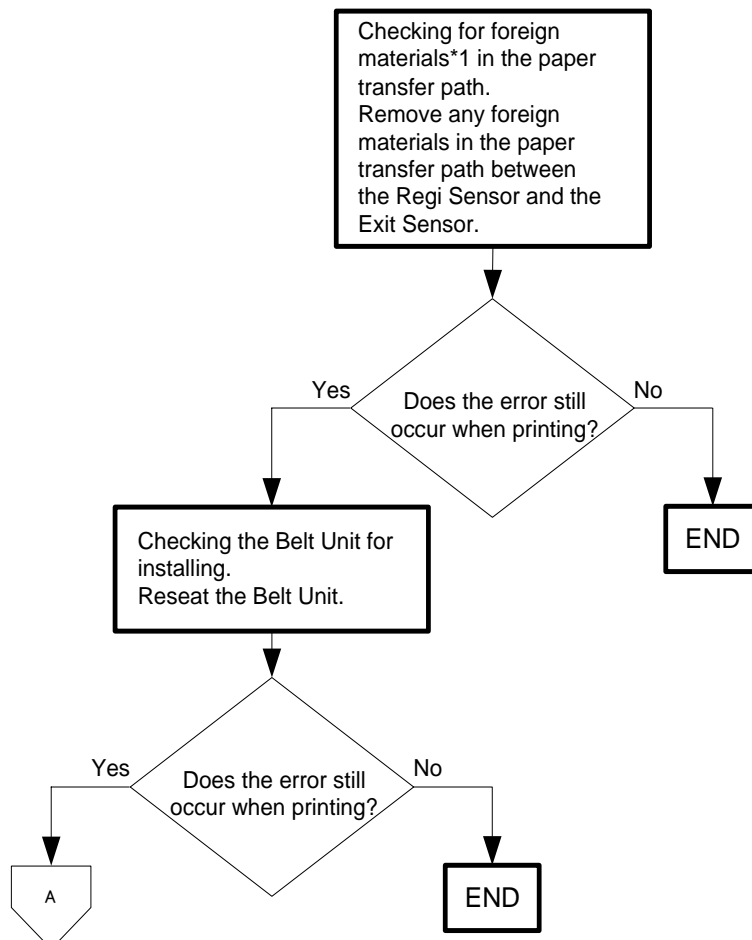 Checking for foreign
materials*1 in the paper
transfer path.
Remove any foreign
materials in the paper
transfer path between
the Regi Sensor and the
Exit Sensor.
Yes
No
Does the error still
occur when printing?
Checking the Belt Unit for
installing.
Reseat the Belt Unit.
END
Yes
No
Does the error still
occur when printing?
A
END